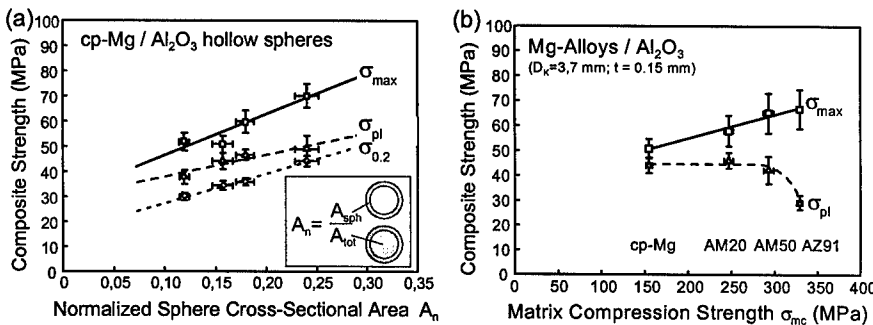 (a)
cp-Mg / Al2O3 hollow spheres
Composite Strength (MPa)
100
90
80
70
60
50
40
30
20
10
0
σmax
σpl
σ0.2
An= Asph
Atot
0,00 0,05 0,10 0,15 0,20 0,25 0,30 0,35
Normalized Sphere Cross-Sectional Area An
(b)
Mg-Alloys / Al2O3
(DK=3,7 mm; t = 0.15 mm)
Composite Strength (MPa)
100
90
80
70
60
50
40
30
20
10
0
σmax
σpl
cp-Mg AM20 AM50 AZ91
0 50 100 150 200 250 300 350 400
Matrix Compression Strength σmc (MPa)